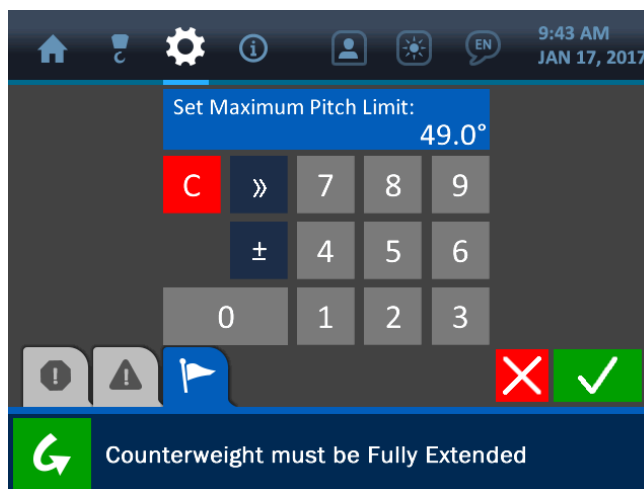 9:43 AM
EN
JAN 17, 2017
Set Maximum Pitch Limit:
49.0°
C » 7 8 9
± 4 5 6
0 1 2 3
Counterweight must be Fully Extended